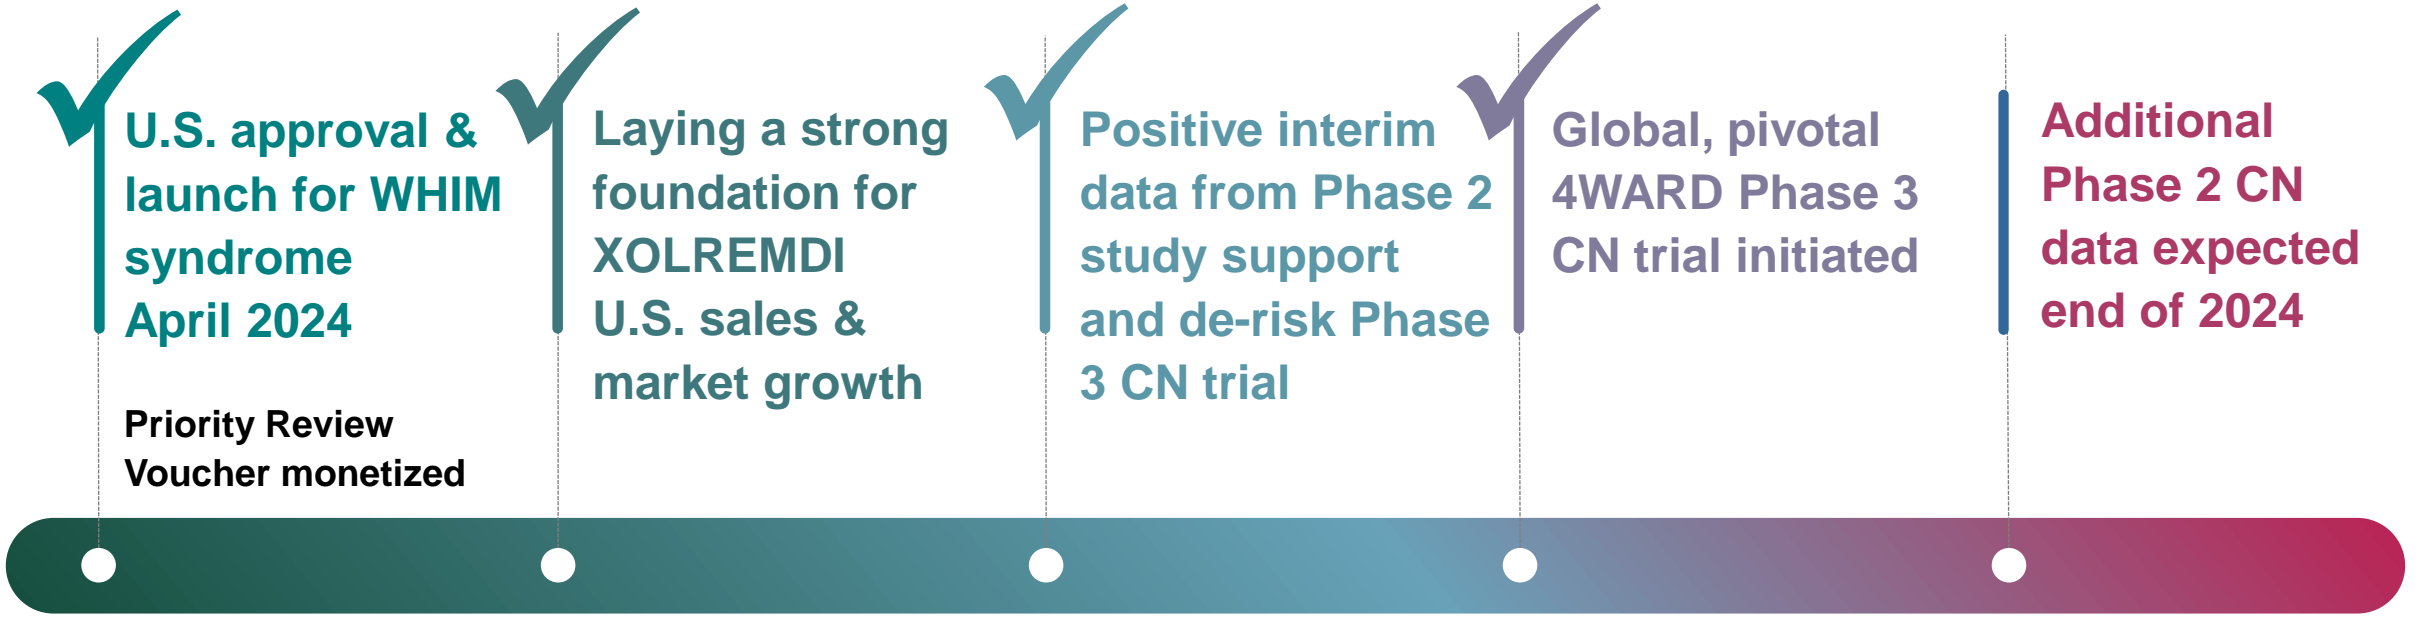 U.S. approval &
launch for WHIM
syndrome
April 2024
Priority Review
Voucher monetized
Laying a strong
foundation for
XOLREMDI
U.S. sales &
market growth
Positive interim
data from Phase 2
study support
and de-risk Phase
3 CN trial
Global, pivotal
4WARD Phase 3
CN trial initiated
Additional
Phase 2 CN
data expected
end of 2024